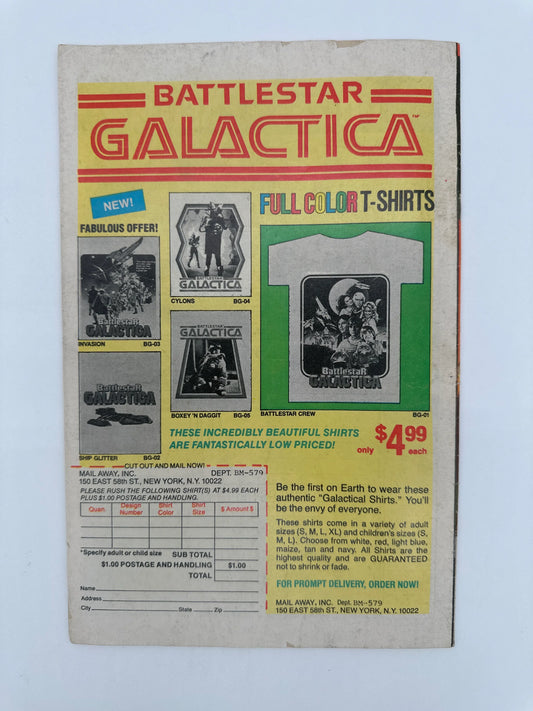 BATTLESTAR
GALACTICA™
NEW!
FABULOUS OFFER!
FULL COLOR T-SHIRTS
BATTLESTAR
GALACTICA
CYLONS BG-04
BattlestaR
GALACTICA
INVASION BG-03
BATTLESTAR
GALACTICA
BOXEY 'N DAGGIT BG-05
BattlestaR
GALACTICA
SHIP GLITTER BG-02
BattlestaR
GALACTICA
BATTLESTAR CREW BG-01
THESE INCREDIBLY BEAUTIFUL SHIRTS
ARE FANTASTICALLY LOW PRICED!
only $4.99 each
CUT OUT AND MAIL NOW!
MAIL AWAY, INC. DEPT. BM-579
150 EAST 58th ST., NEW YORK, N.Y. 10022
PLEASE RUSH THE FOLLOWING SHIRT(S) AT $4.99 EACH
PLUS $1.00 POSTAGE AND HANDLING.
Quan. Design Number Shirt Color Shirt Size $ Amount $
*Specify adult or child size SUB TOTAL
$1.00 POSTAGE AND HANDLING $1.00
TOTAL
Name
Address
City State Zip
Be the first on Earth to wear these
authentic "Galactical Shirts." You'll
be the envy of everyone.
These shirts come in a variety of adult
sizes (S, M, L, XL) and children's sizes (S,
M, L). Choose from white, red, light blue,
maize, tan and navy. All Shirts are the
highest quality and are GUARANTEED
not to shrink or fade.
FOR PROMPT DELIVERY, ORDER NOW!
MAIL AWAY, INC. Dept. BM-579
150 EAST 58th ST., NEW YORK, N.Y. 10022